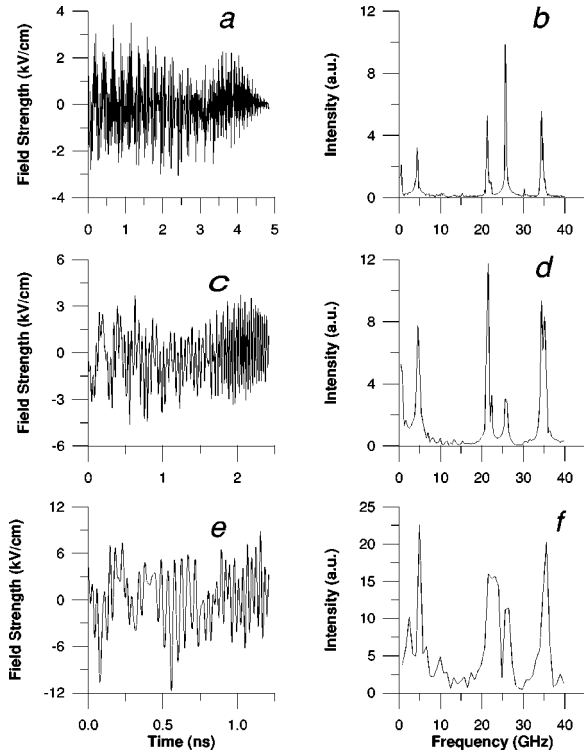 a
b
Field Strength (kV/cm)
4
2
0
-2
-4
0 1 2 3 4 5
Intensity (a.u.)
12
8
4
0
0 10 20 30 40
c
d
Field Strength (kV/cm)
6
3
0
-3
-6
0 1 2
Intensity (a.u.)
12
8
4
0
0 10 20 30 40
e
f
Field Strength (kV/cm)
12
6
0
-6
-12
0.0 0.5 1.0
Time (ns)
Intensity (a.u.)
25
20
15
10
5
0
0 10 20 30 40
Frequency (GHz)